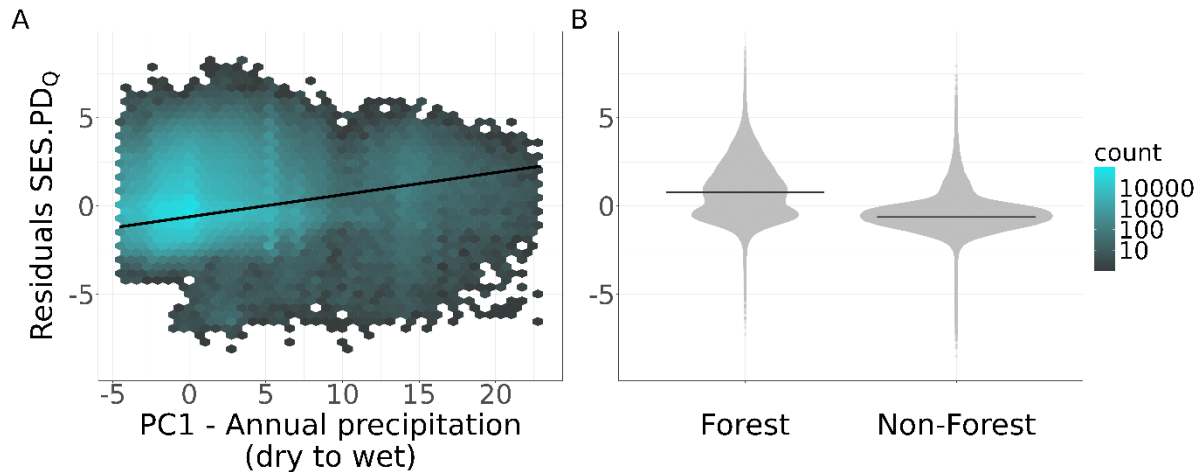 A
B
Residuals SES.PDQ
5
0
-5
-5 0 5 10 15 20
PC1 - Annual precipitation
(dry to wet)
5
0
-5
Forest Non-Forest
count
10000
1000
100
10